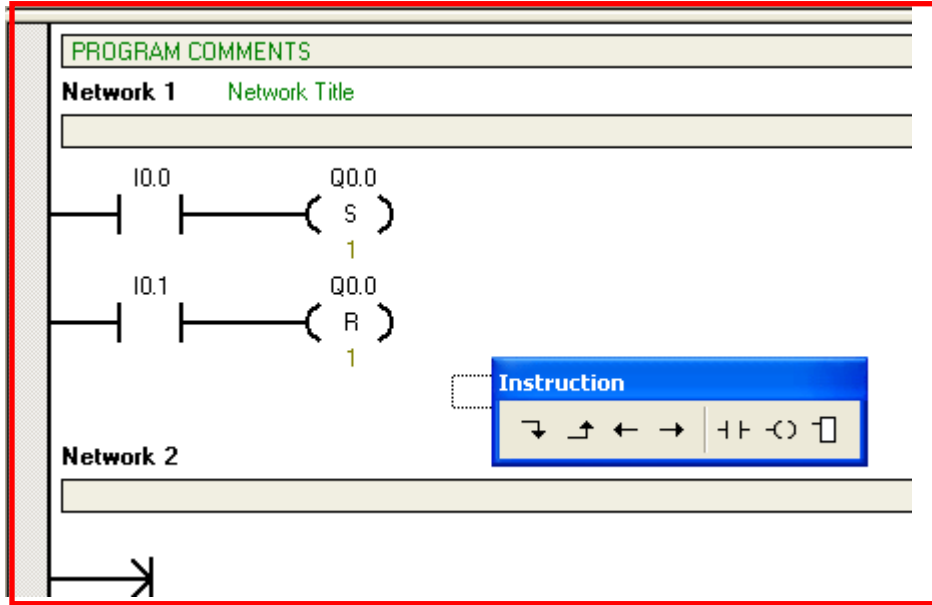 PROGRAM COMMENTS
Network 1 Network Title
I0.0 Q0.0
S
1
I0.1 Q0.0
R
1
Instruction
Network 2